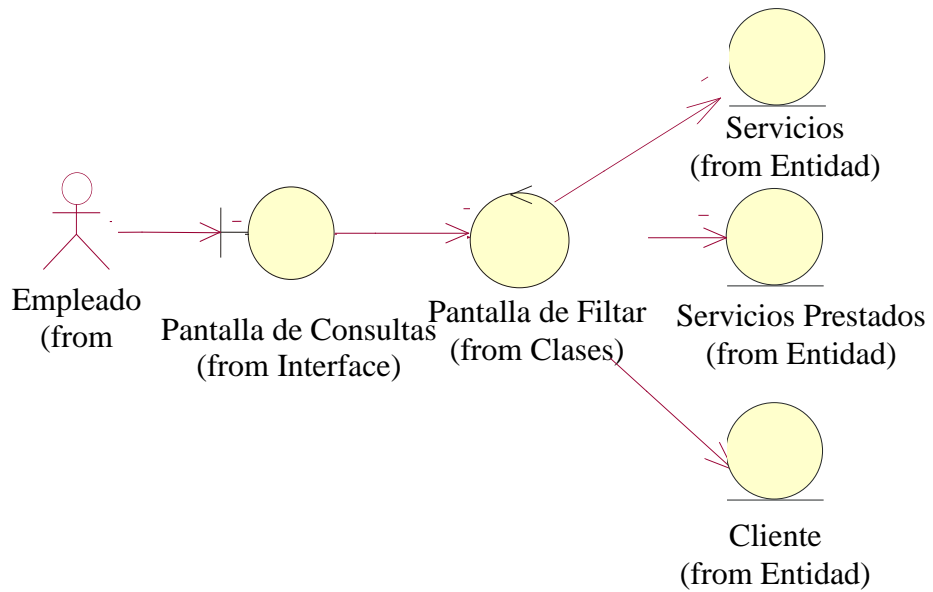 Servicios
(from Entidad)
Empleado
(from
Pantalla de Consultas
(from Interface)
Pantalla de Filtar
(from Clases)
Servicios Prestados
(from Entidad)
Cliente
(from Entidad)